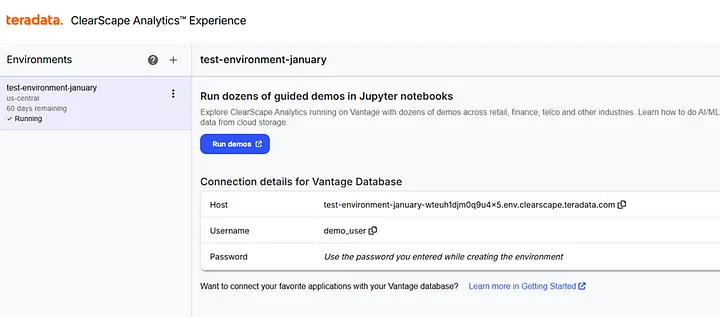 teradata. ClearScape Analytics™ Experience
Environments
test-environment-january
us-central
60 days remaining
✓ Running
test-environment-january
Run dozens of guided demos in Jupyter notebooks
Explore ClearScape Analytics running on Vantage with dozens of demos across retail, finance, telco and other industries. Learn how to do AI/ML
data from cloud storage.
Run demos
Connection details for Vantage Database
Host test-environment-january-wteuh1djm0q9u4x5.env.clearscape.teradata.com
Username demo_user
Password Use the password you entered while creating the environment
Want to connect your favorite applications with your Vantage database? Learn more in Getting Started